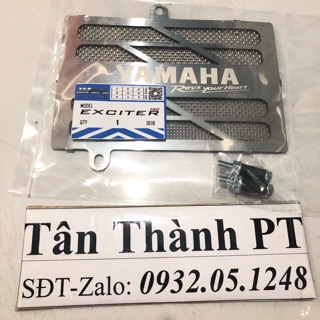 YAMAHA
Revs Your Heart
MODEL
EXCITER
QTY
1
Tân Thành PT
SĐT-Zalo: 0932.05.1248